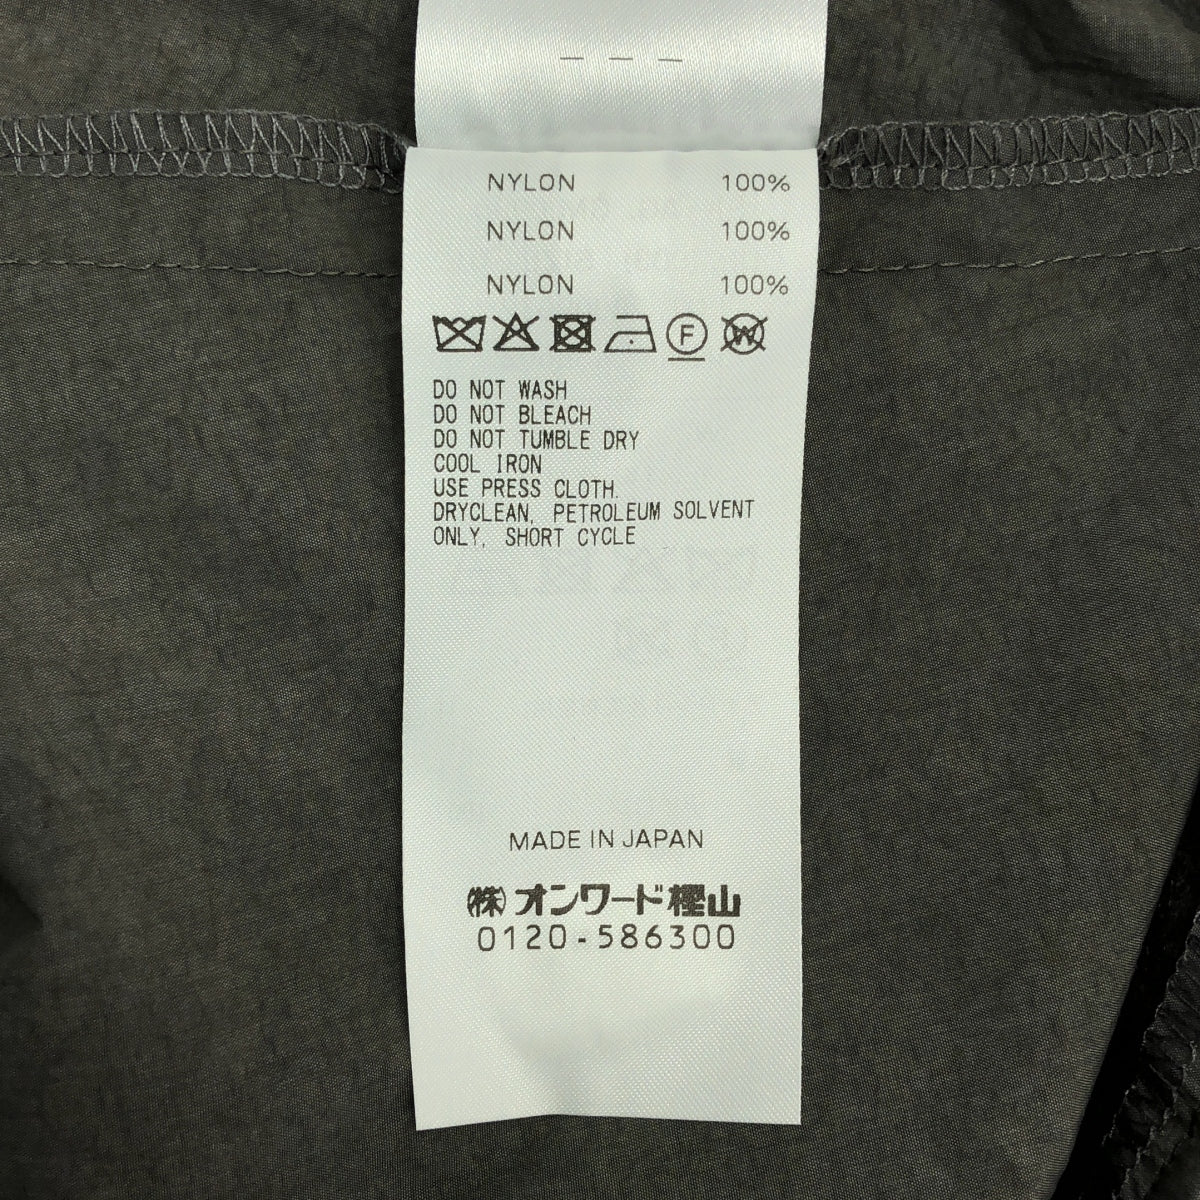 — — —
NYLON 100%
NYLON 100%
NYLON 100%
F W
DO NOT WASH
DO NOT BLEACH
DO NOT TUMBLE DRY
COOL IRON
USE PRESS CLOTH.
DRYCLEAN, PETROLEUM SOLVENT
ONLY, SHORT CYCLE
MADE IN JAPAN
(株)オンワード樫山
0120-586300